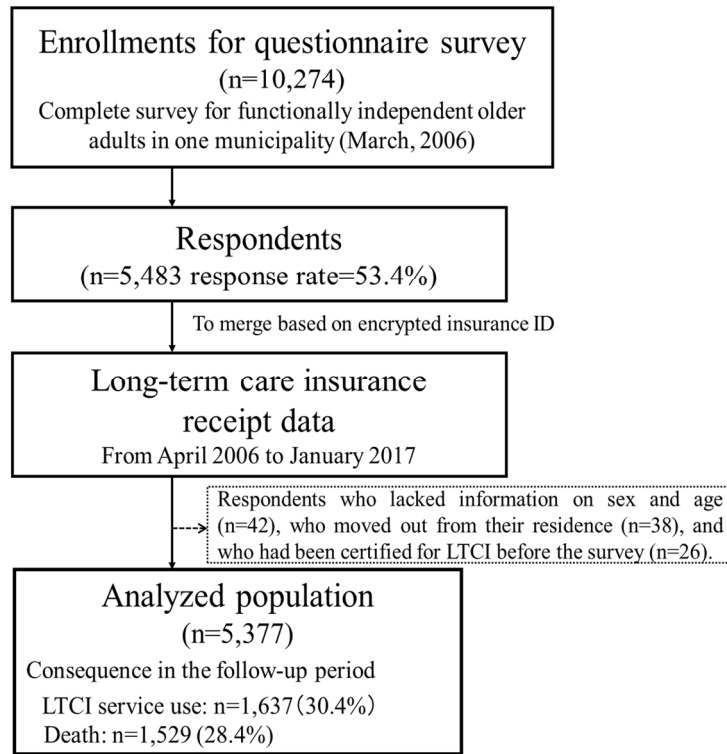 Enrollments for questionnaire survey
(n=10,274)
Complete survey for functionally independent older
adults in one municipality (March, 2006)
Respondents
(n=5,483 response rate=53.4%)
To merge based on encrypted insurance ID
Long-term care insurance
receipt data
From April 2006 to January 2017
Respondents who lacked information on sex and age
(n=42), who moved out from their residence (n=38), and
who had been certified for LTCI before the survey (n=26).
Analyzed population
(n=5,377)
Consequence in the follow-up period
LTCI service use: n=1,637(30.4%)
Death: n=1,529 (28.4%)